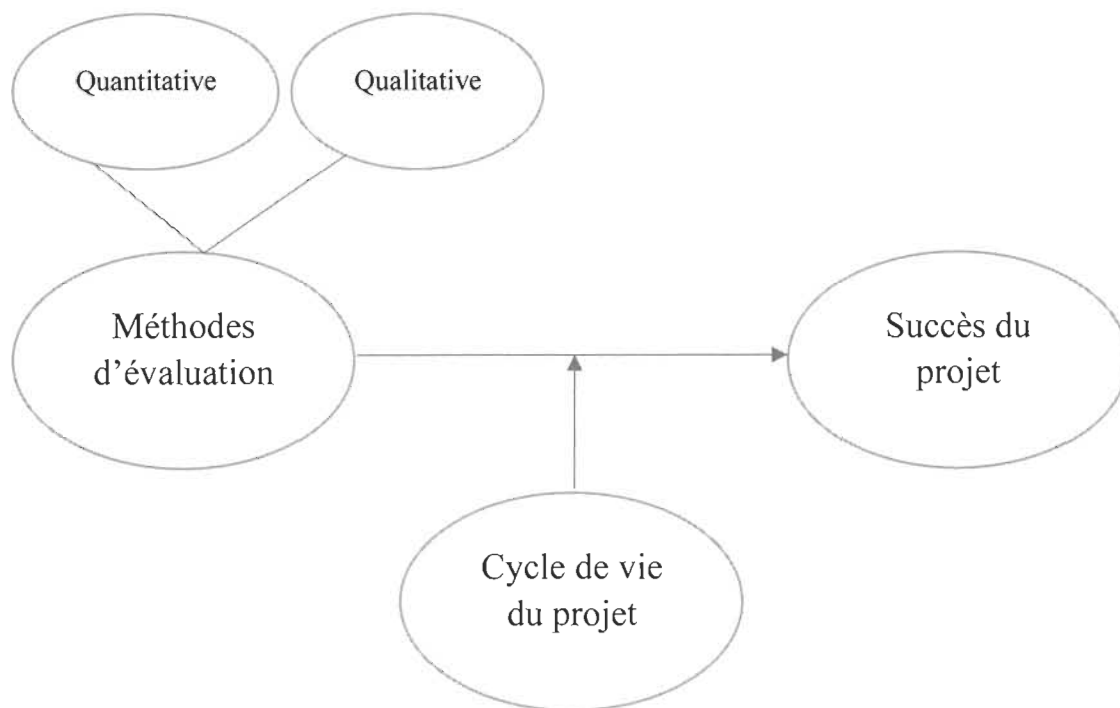 Quantitative
Qualitative
Méthodes
d’évaluation
Succès du
projet
Cycle de vie
du projet